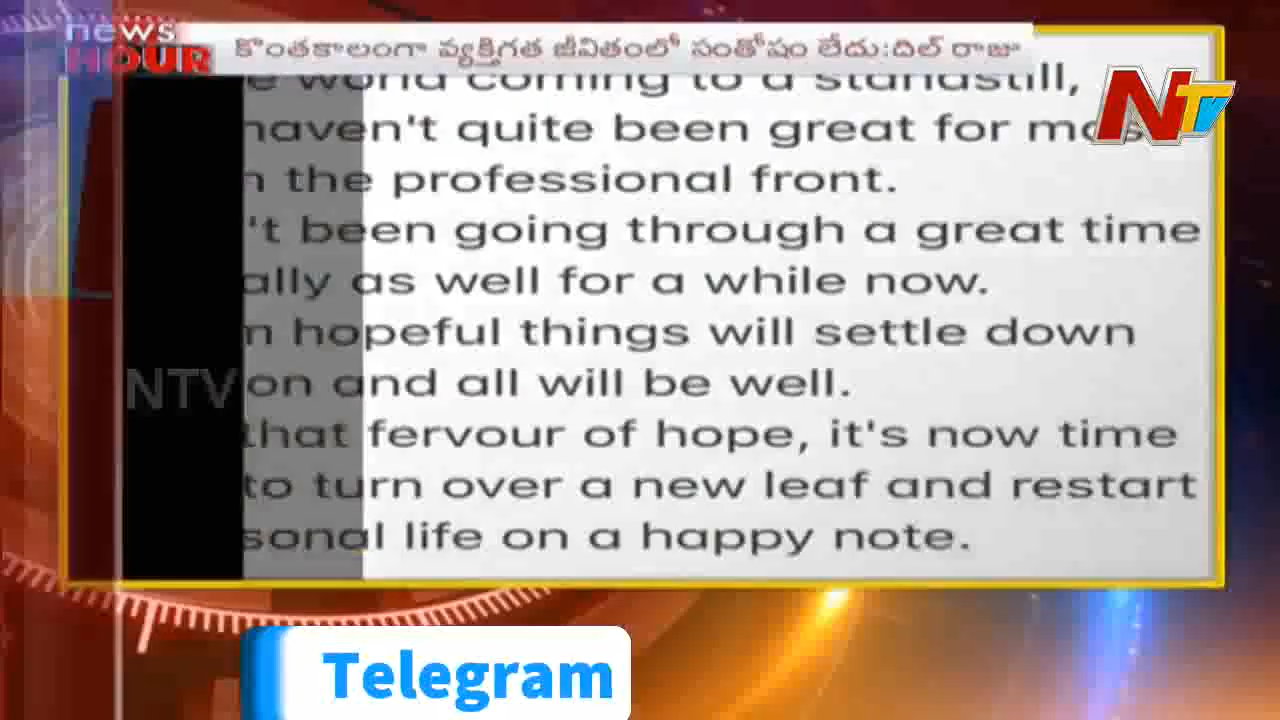 news
HOUR
కొంతకాలంగా వ్యక్తిగత జీవితంలో సంతోషం లేదు:దిల్ రాజు
NTV
world coming to a standstill,
haven't quite been great for
the professional front.
't been going through a great time
ally as well for a while now.
hopeful things will settle down
on and all will be well.
that fervour of hope, it's now time
to turn over a new leaf and restart
sonal life on a happy note.
NTV
Telegram